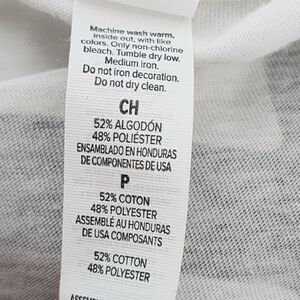 Machine wash warm,
inside out, with like
colors. Only non-chlorine
bleach. Tumble dry low.
Medium iron.
Do not iron decoration.
Do not dry clean.
CH
52% ALGODÓN
48% POLIÉSTER
ENSAMBLADO EN HONDURAS
DE COMPONENTES DE USA
P
52% COTON
48% POLYESTER
ASSEMBLÉ AU HONDURAS
DE USA COMPOSANTS
52% COTTON
48% POLYESTER